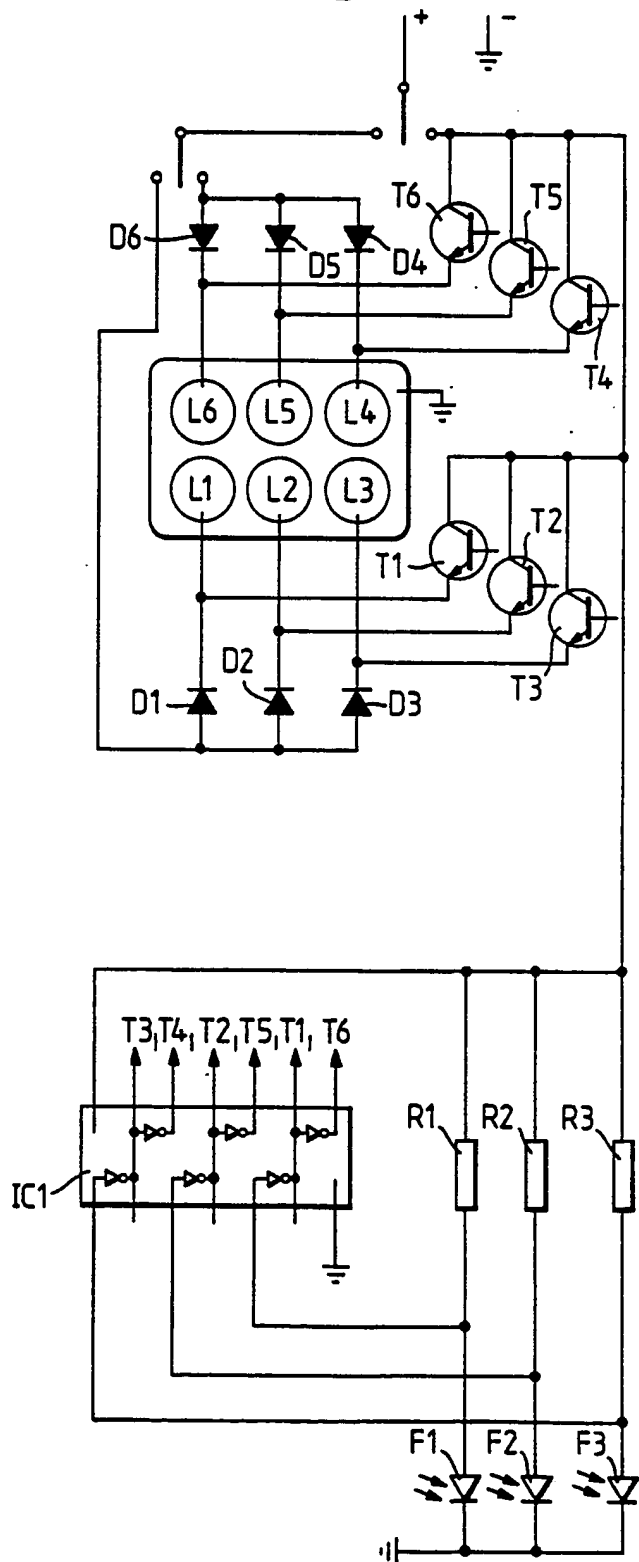 + -
T6 T5
D6 D5 D4
T4
L6 L5 L4
L1 L2 L3
T2
T1
D2 T3
D1 D3
T3, T4, T2, T5, T1, T6
R1 R2 R3
IC1
F1 F2 F3